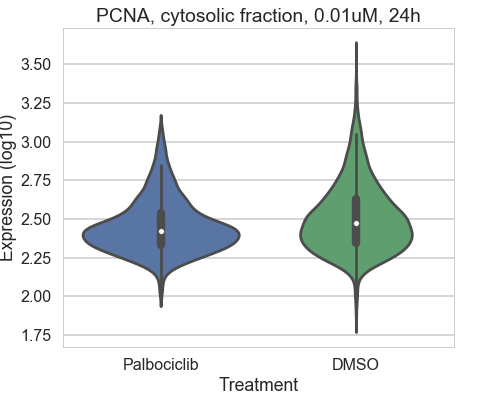 PCNA, cytosolic fraction, 0.01uM, 24h
Expression (log10)
3.50
3.25
3.00
2.75
2.50
2.25
2.00
1.75
Palbociclib DMSO
Treatment